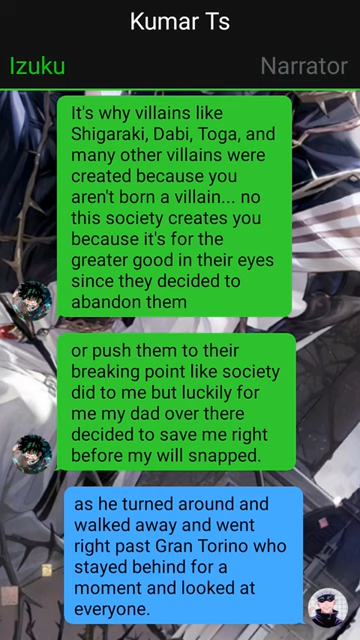 Kumar Ts
Izuku
Narrator
It's why villains like
Shigaraki, Dabi, Toga, and
many other villains were
created because you
aren't born a villain... no
this society creates you
because it's for the
greater good in their eyes
since they decided to
abandon them
or push them to their
breaking point like society
did to me but luckily for
me my dad over there
decided to save me right
before my will snapped.
as he turned around and
walked away and went
right past Gran Torino who
stayed behind for a
moment and looked at
everyone.